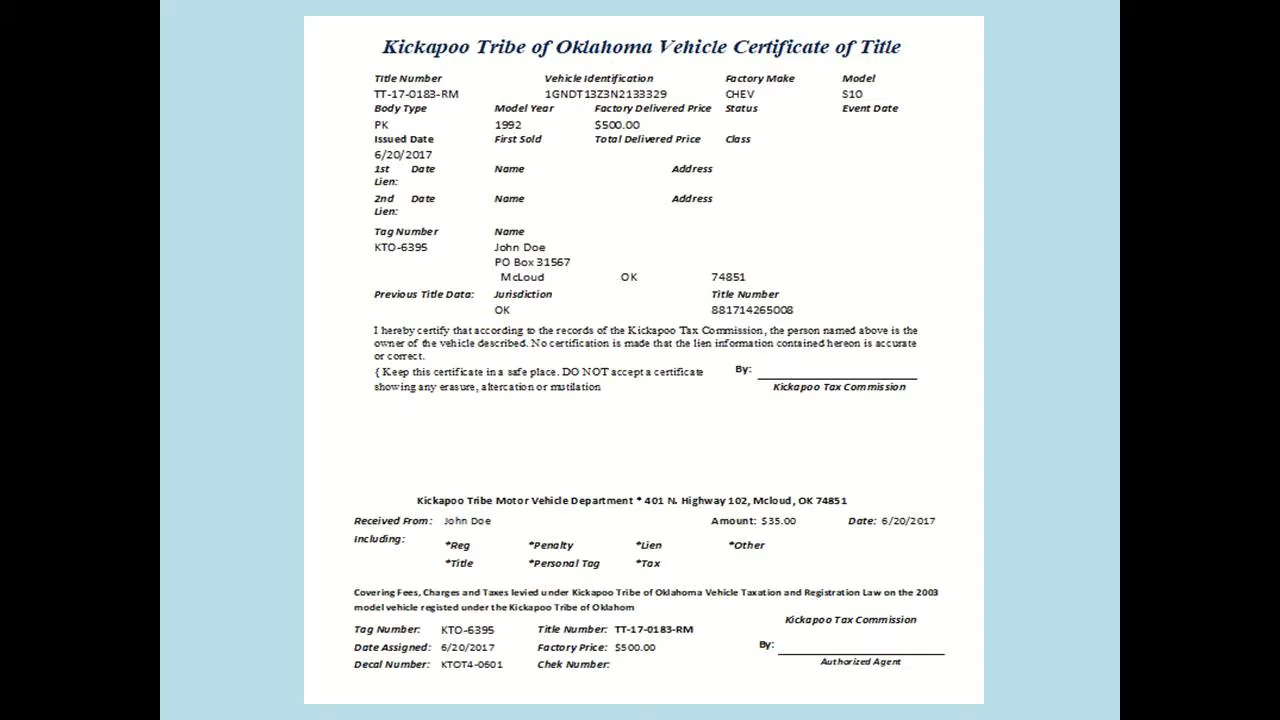 Kickapoo Tribe of Oklahoma Vehicle Certificate of Title
Title Number Vehicle Identification Factory Make Model
TT-17-0183-RM 1GNDT13Z3N2133329 CHEV S10
Body Type Model Year Factory Delivered Price Status Event Date
PK 1992 $500.00
Issued Date First Sold Total Delivered Price Class
6/20/2017
1st Date Name Address
Lien:
2nd Date Name Address
Lien:
Tag Number Name
KTO-6395 John Doe
PO Box 31567
McLoud OK 74851
Previous Title Data: Jurisdiction Title Number
OK 881714265008
I hereby certify that according to the records of the Kickapoo Tax Commission, the person named above is the
owner of the vehicle described. No certification is made that the lien information contained hereon is accurate
or correct.
{ Keep this certificate in a safe place. DO NOT accept a certificate By:
showing any erasure, altercation or mutilation Kickapoo Tax Commission
Kickapoo Tribe Motor Vehicle Department * 401 N. Highway 102, Mcloud, OK 74851
Received From: John Doe Amount: $35.00 Date: 6/20/2017
Including:
*Reg *Penalty *Lien *Other
*Title *Personal Tag *Tax
Covering Fees, Charges and Taxes levied under Kickapoo Tribe of Oklahoma Vehicle Taxation and Registration Law on the 2003
model vehicle registed under the Kickapoo Tribe of Oklahom
Kickapoo Tax Commission
Tag Number: KTO-6395 Title Number: TT-17-0183-RM
Date Assigned: 6/20/2017 Factory Price: $500.00 By:
Decal Number: KTOT4-0601 Chek Number: Authorized Agent